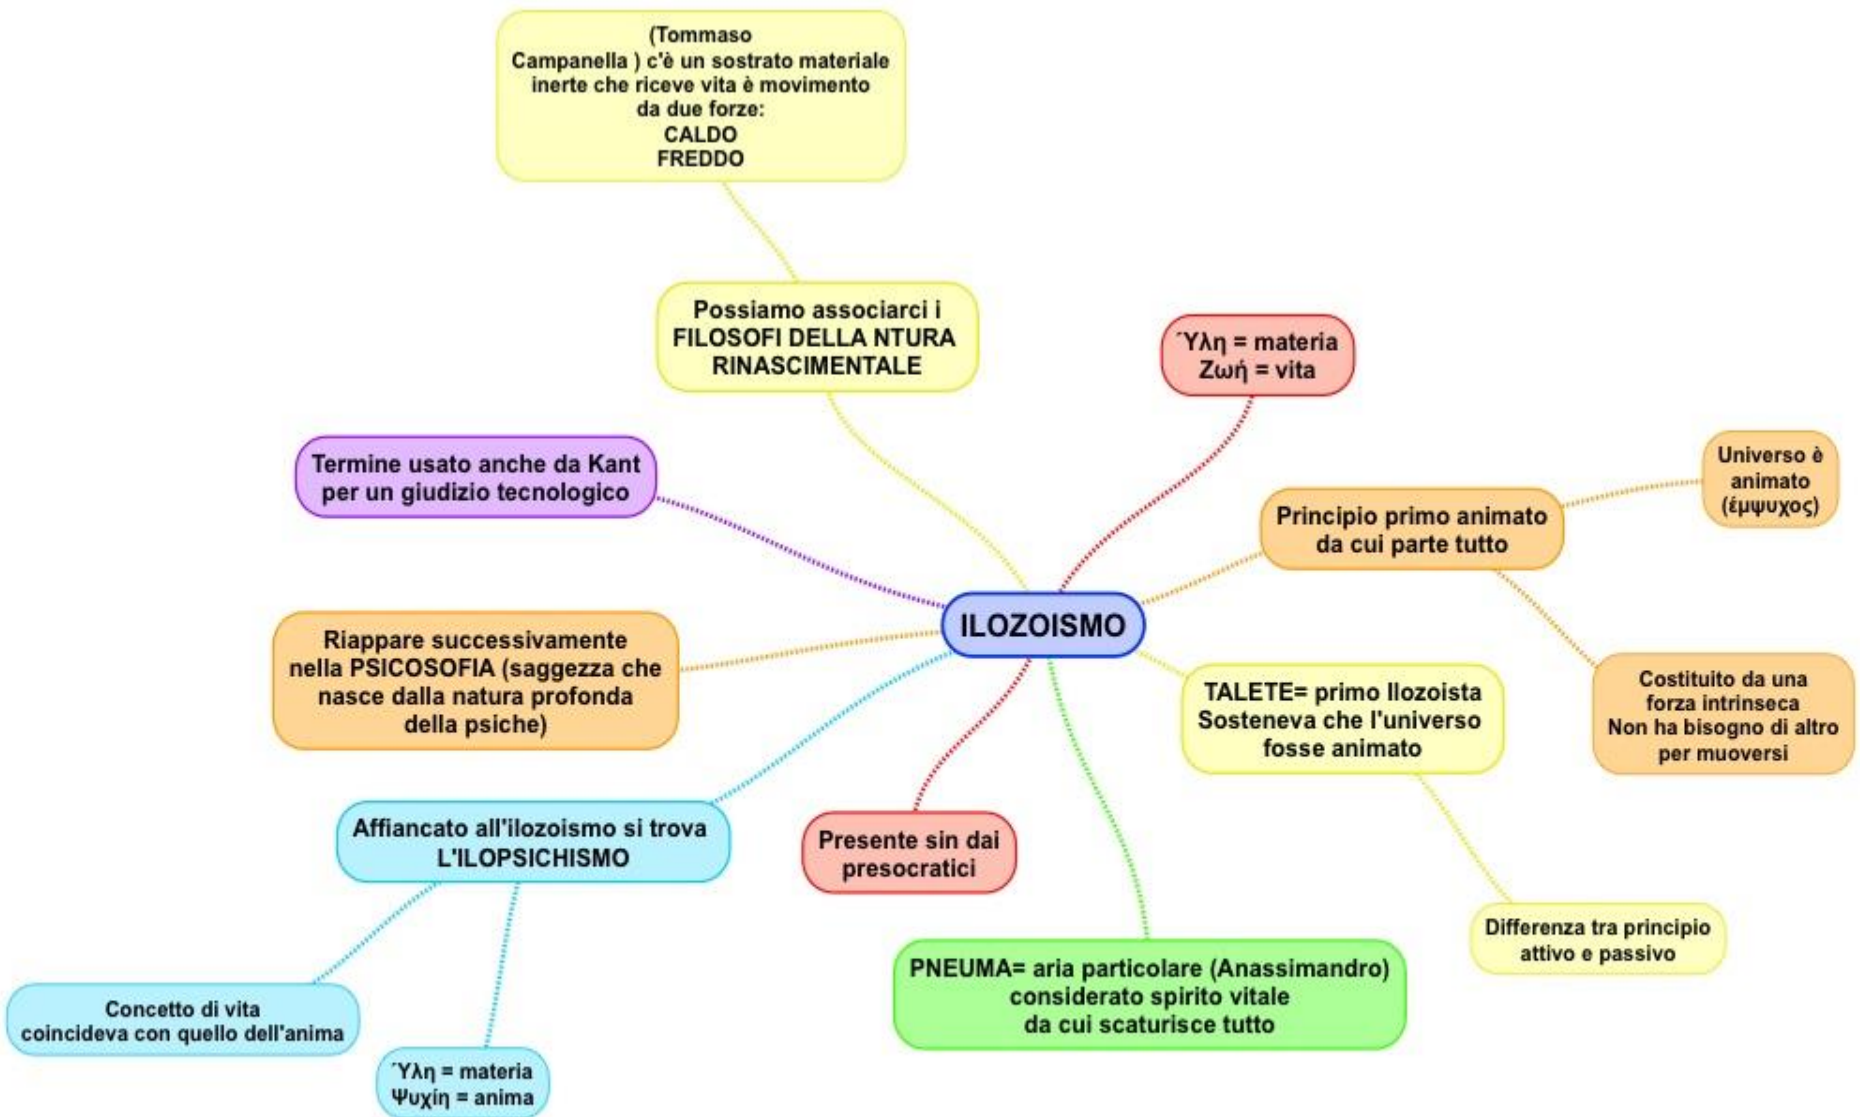 (Tommaso
Campanella ) c'è un sostrato materiale
inerte che riceve vita è movimento
da due forze:
CALDO
FREDDO
Possiamo associarci i
FILOSOFI DELLA NTURA
RINASCIMENTALE
Ύλη = materia
Ζωή = vita
Termine usato anche da Kant
per un giudizio tecnologico
Universo è
animato
(έμψυχος)
Principio primo animato
da cui parte tutto
ILOZOISMO
Riappare successivamente
nella PSICOSOFIA (saggezza che
nasce dalla natura profonda
della psiche)
TALETE= primo Ilozoista
Sosteneva che l'universo
fosse animato
Costituito da una
forza intrinseca
Non ha bisogno di altro
per muoversi
Affiancato all'ilozoismo si trova
L'ILOPSICHISMO
Presente sin dai
presocratici
Differenza tra principio
attivo e passivo
PNEUMA= aria particolare (Anassimandro)
considerato spirito vitale
da cui scaturisce tutto
Concetto di vita
coincideva con quello dell'anima
Ύλη = materia
Ψυχίη = anima